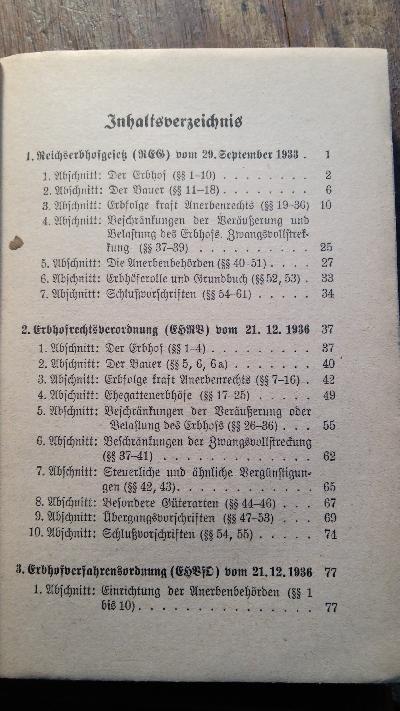 Inhaltsverzeichnis
1. Reichserbhofgesetz (REG) vom 29. September 1933 . 1
1. Abschnitt: Der Erbhof (§§ 1–10) . . . . . . . . 2
2. Abschnitt: Der Bauer (§§ 11–18) . . . . . . . . 6
3. Abschnitt: Erbfolge kraft Anerbenrechts (§§ 19–36) 10
4. Abschnitt: Beschränkungen der Veräußerung und
Belastung des Erbhofs. Zwangsvollstrek-
kung (§§ 37–39) . . . . . . . . . . 25
5. Abschnitt: Die Anerbenbehörden (§§ 40–51) . . . . 27
6. Abschnitt: Erbhöferolle und Grundbuch (§§ 52, 53) . 33
7. Abschnitt: Schlußvorschriften (§§ 54–61) . . . . . 34
2. Erbhofrechtsverordnung (EHRV) vom 21. 12. 1936 37
1. Abschnitt: Der Erbhof (§§ 1–4) . . . . . . . . . 37
2. Abschnitt: Der Bauer (§§ 5, 6, 6a) . . . . . . . . 40
3. Abschnitt: Erbfolge kraft Anerbenrechts (§§ 7–16) . . 42
4. Abschnitt: Ehegattenerbhöfe (§§ 17–25) . . . . . . 49
5. Abschnitt: Beschränkungen der Veräußerung oder
Belastung des Erbhofs (§§ 26–36) . . . 55
6. Abschnitt: Beschränkungen der Zwangsvollstreckung
(§§ 37–41) . . . . . . . . . . . . . 62
7. Abschnitt: Steuerliche und ähnliche Vergünstigun-
gen (§§ 42, 43) . . . . . . . . . . . 65
8. Abschnitt: Besondere Güterarten (§§ 44–46) . . . . 67
9. Abschnitt: Übergangsvorschriften (§§ 47–53) . . . . 69
10. Abschnitt: Schlußvorschriften (§§ 54, 55) . . . . . 74
3. Erbhofverfahrensordnung (EHVfO) vom 21. 12. 1936 77
1. Abschnitt: Einrichtung der Anerbenbehörden (§§ 1
bis 10) . . . . . . . . . . . . . . . 77